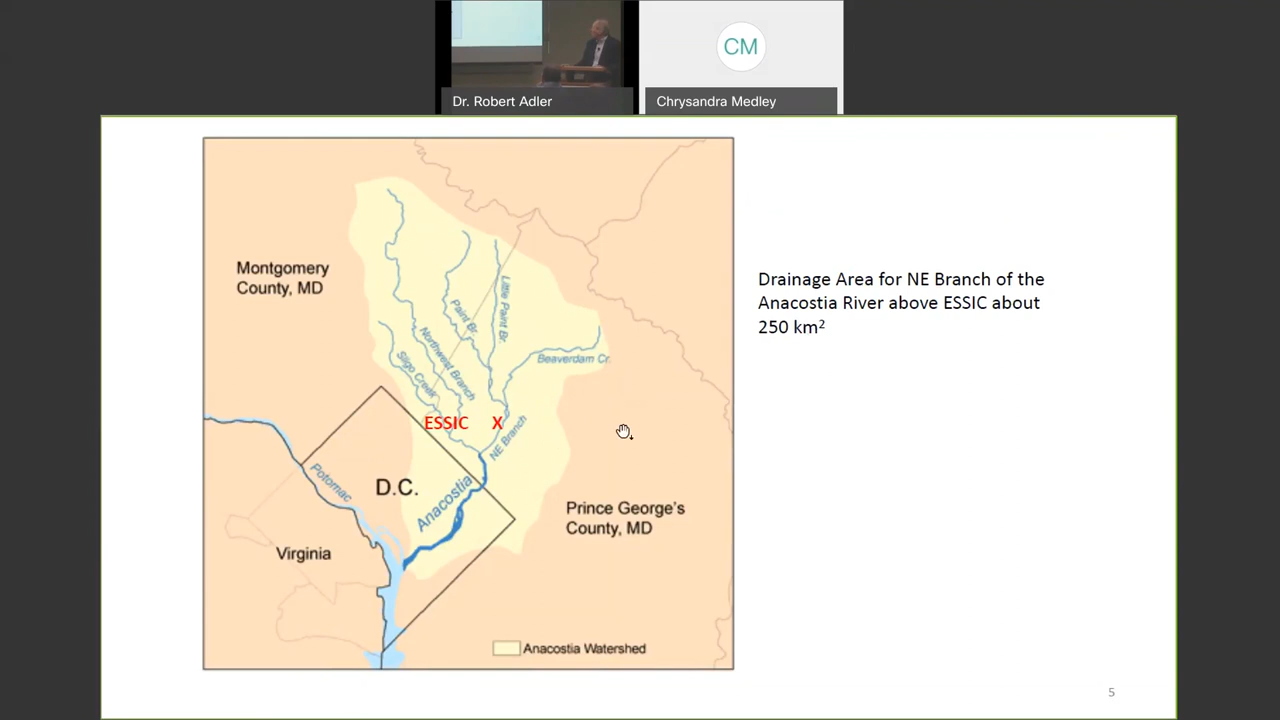 CM
Dr. Robert Adler
Chrysandra Medley
Montgomery
County, MD
Drainage Area for NE Branch of the
Anacostia River above ESSIC about
250 km²
Little Paint Br.
Paint Br.
Northwest Branch
Sligo Creek
Beaverdam Cr.
ESSIC X
NE Branch
Potomac
D.C.
Anacostia
Prince George's
County, MD
Virginia
Anacostia Watershed
5